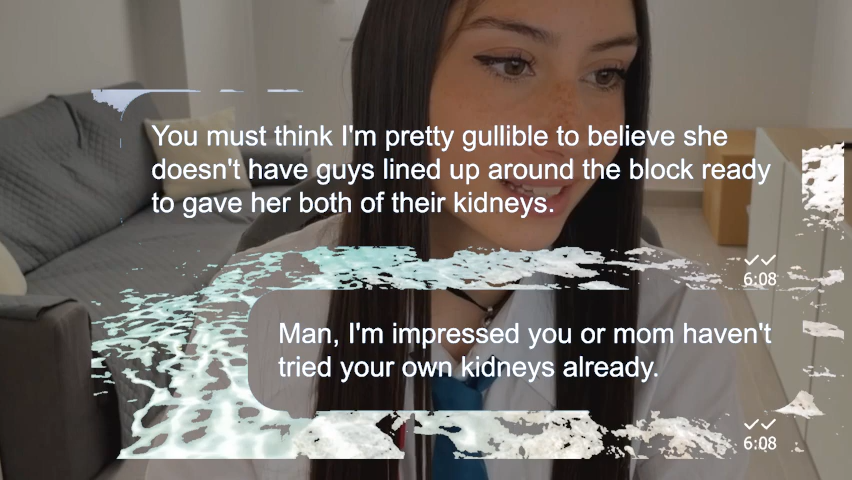 You must think I'm pretty gullible to believe she
doesn't have guys lined up around the block ready
to gave her both of their kidneys.
6:08
Man, I'm impressed you or mom haven't
tried your own kidneys already.
6:08